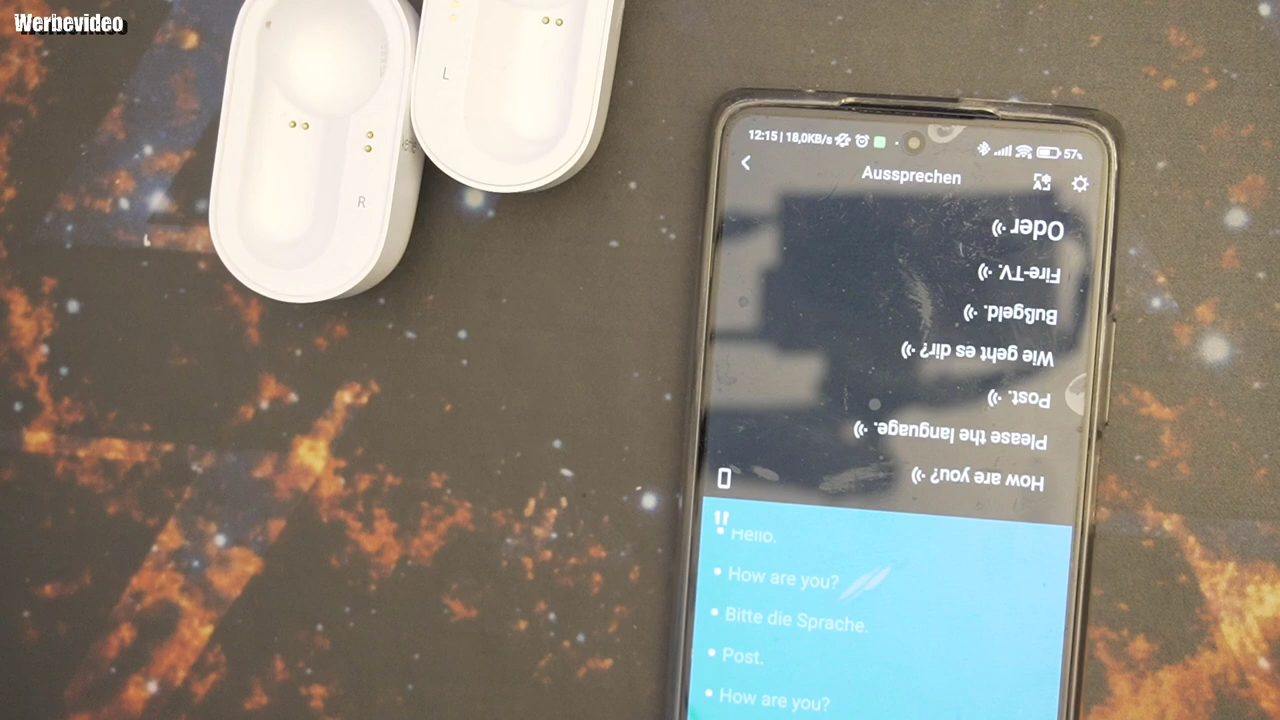 Werbevideo
L
R
12:15 | 18,0KB/s
57%
Aussprechen
Oder
Fire-TV.
Bußgeld.
Wie geht es dir?
Post.
Please the language.
How are you?
Hello.
How are you?
Bitte die Sprache.
Post.
How are you?